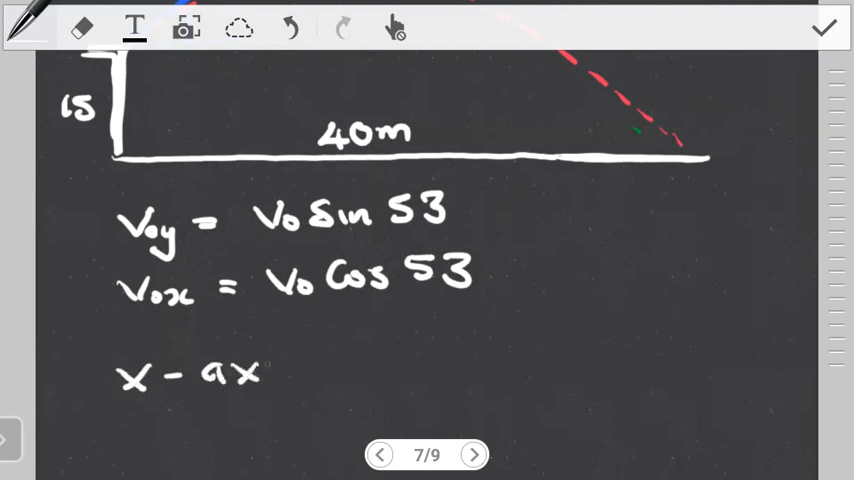 T
15
40m
Voy = Vo Sin 53
Vox = Vo Cos 53
x - ax
7/9